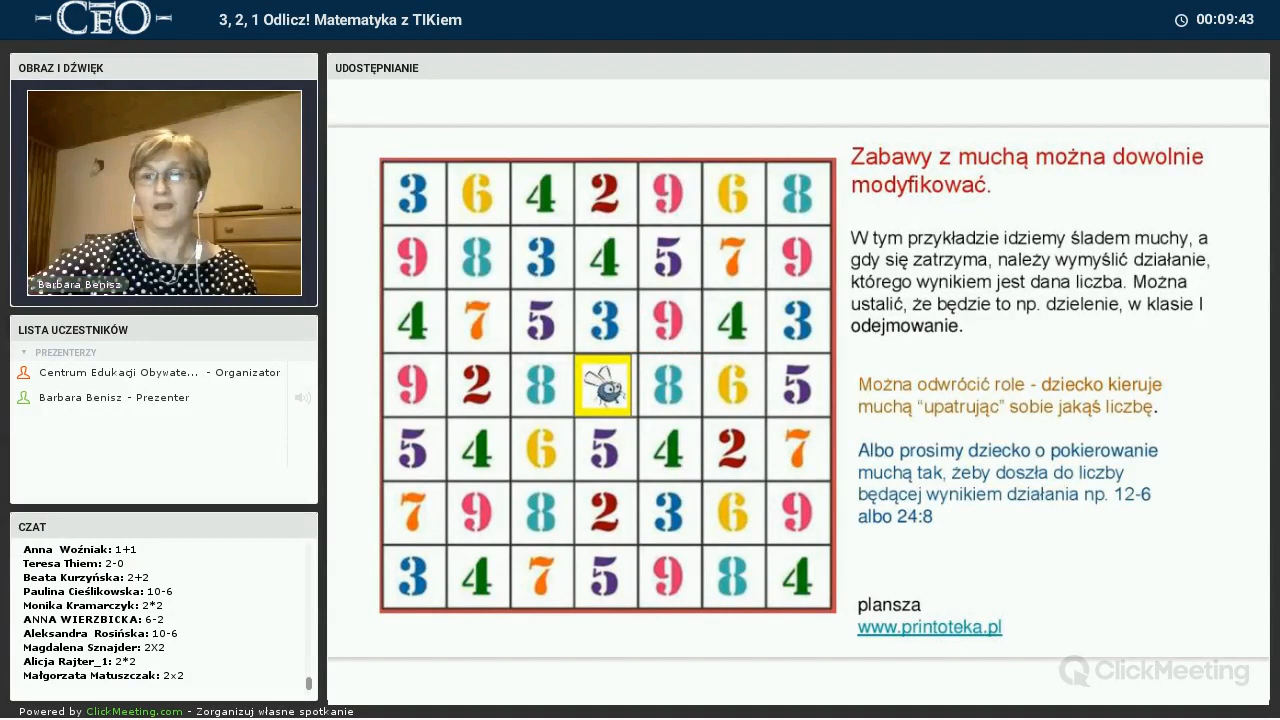 CEO
3, 2, 1 Odlicz! Matematyka z TIKiem
00:09:43
OBRAZ I DŹWIĘK
Barbara Benisz
LISTA UCZESTNIKÓW
PREZENTERZY
Centrum Edukacji Obywate... - Organizator
Barbara Benisz - Prezenter
CZAT
Anna Woźniak: 1+1
Teresa Thiem: 2-0
Beata Kurzyńska: 2+2
Paulina Cieślikowska: 10-6
Monika Kramarczyk: 2*2
ANNA WIERZBICKA: 6-2
Aleksandra Rosińska: 10-6
Magdalena Sznajder: 2X2
Alicja Rajter_1: 2*2
Małgorzata Matuszczak: 2x2
UDOSTĘPNIANIE
3 6 4 2 9 6 8
9 8 3 4 5 7 9
4 7 5 3 9 4 3
9 2 8 8 6 5
5 4 6 5 4 2 7
7 9 8 2 3 6 9
3 4 7 5 9 8 4
Zabawy z muchą można dowolnie
modyfikować.
W tym przykładzie idziemy śladem muchy, a
gdy się zatrzyma, należy wymyślić działanie,
którego wynikiem jest dana liczba. Można
ustalić, że będzie to np. dzielenie, w klasie I
odejmowanie.
Można odwrócić role - dziecko kieruje
muchą "upatrując" sobie jakąś liczbę.
Albo prosimy dziecko o pokierowanie
muchą tak, żeby doszła do liczby
będącej wynikiem działania np. 12-6
albo 24:8
plansza
www.printoteka.pl
ClickMeeting
Powered by ClickMeeting.com - Zorganizuj własne spotkanie